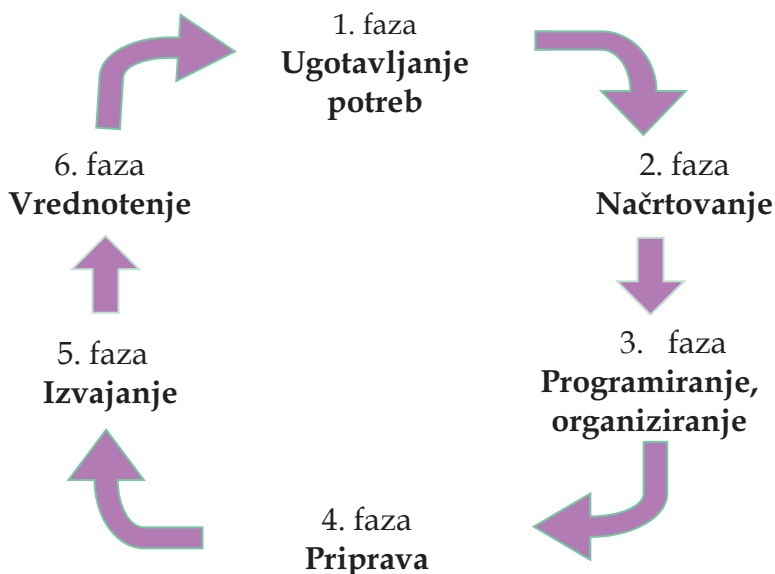 1. faza
Ugotavljanje
potreb
2. faza
Načrtovanje
3. faza
Programiranje,
organiziranje
4. faza
Priprava
5. faza
Izvajanje
6. faza
Vrednotenje